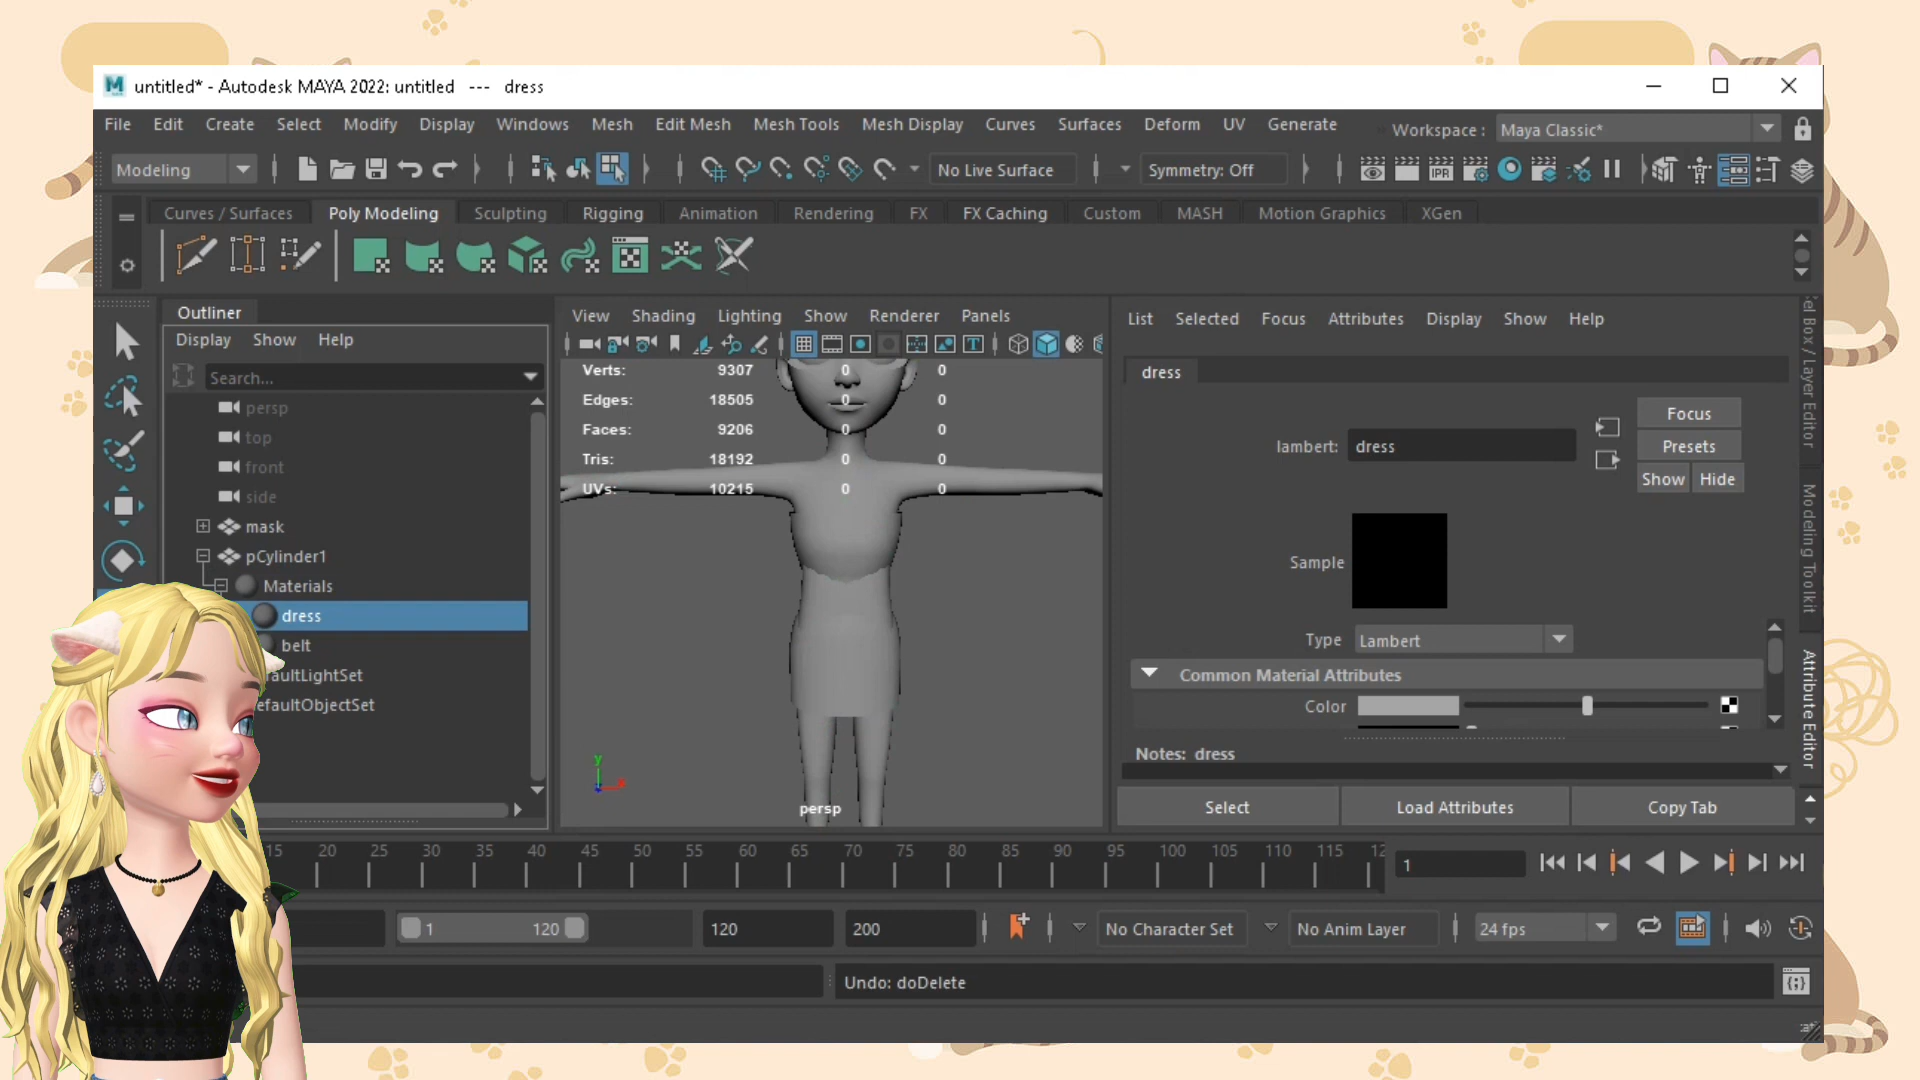 untitled* - Autodesk MAYA 2022: untitled --- dress
File Edit Create Select Modify Display Windows Mesh Edit Mesh Mesh Tools Mesh Display Curves Surfaces Deform UV Generate Workspace : Maya Classic*
Modeling No Live Surface Symmetry: Off
IPR
Curves / Surfaces Poly Modeling Sculpting Rigging Animation Rendering FX FX Caching Custom MASH Motion Graphics XGen
Outliner
Display Show Help
Search...
persp
top
front
side
mask
pCylinder1
Materials
dress
belt
aultLightSet
efaultObjectSet
View Shading Lighting Show Renderer Panels
Verts: 9307 0 0
Edges: 18505 0 0
Faces: 9206 0 0
Tris: 18192 0 0
UVs: 10215 0 0
y
x
persp
List Selected Focus Attributes Display Show Help
dress
lambert: dress
Focus
Presets
Show Hide
Sample
Type Lambert
Common Material Attributes
Color
Notes: dress
Select Load Attributes Copy Tab
el Box / Layer Editor
Modeling Toolkit
Attribute Editor
15 20 25 30 35 40 45 50 55 60 65 70 75 80 85 90 95 100 105 110 115 12
1
1 120 120 200 No Character Set No Anim Layer 24 fps
Undo: doDelete